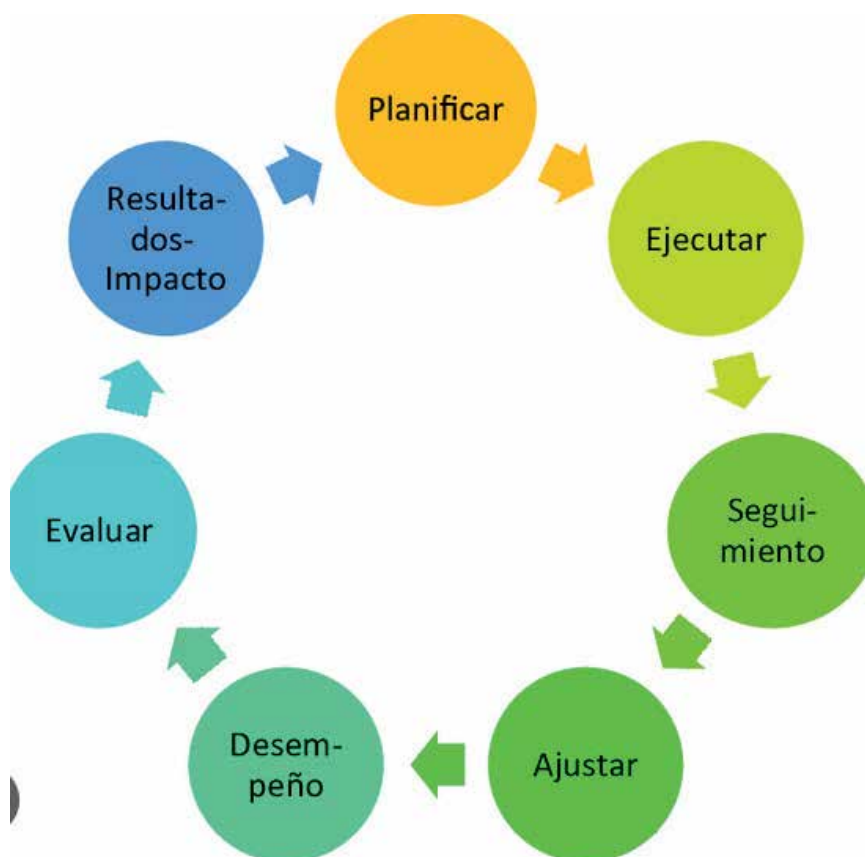 Planificar
Ejecutar
Segui-
miento
Ajustar
Desem-
peño
Evaluar
Resulta-
dos-
Impacto